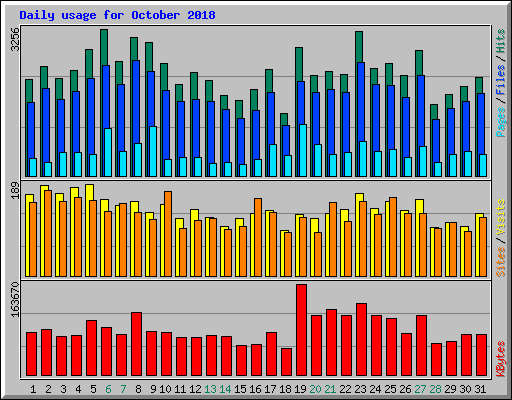 Daily usage for October 2018
3256
Pages / Files / Hits
189
Sites / Visits
163670
KBytes
1 2 3 4 5 6 7 8 9 10 11 12 13 14 15 16 17 18 19 20 21 22 23 24 25 26 27 28 29 30 31